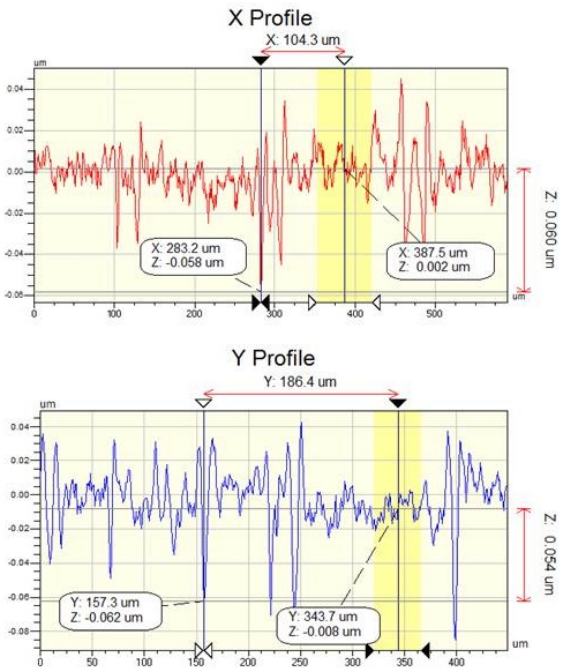 X Profile
X: 104.3 um
um
0.04
0.02
0.00
-0.02
-0.04
-0.06
X: 283.2 um
Z: -0.058 um
X: 387.5 um
Z: 0.002 um
Z: 0.060 um
um
0 100 200 300 400 500
Y Profile
Y: 186.4 um
um
0.04
0.02
0.00
-0.02
-0.04
-0.06
-0.08
Y: 157.3 um
Z: -0.062 um
Y: 343.7 um
Z: -0.008 um
Z: 0.054 um
um
0 50 100 150 200 250 300 350 400